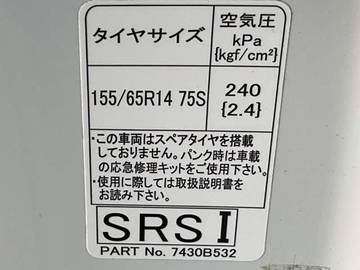 タイヤサイズ
空気圧
kPa
{kgf/cm²}
155/65R14 75S
240
{2.4}
・この車両はスペアタイヤを搭載
しておりません。パンク時は車載
の応急修理キットをご使用下さい。
・使用に際しては取扱説明書を
お読み下さい。
SRS I
PART No. 7430B532